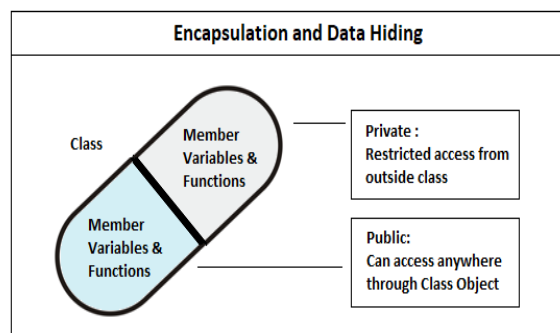 Encapsulation and Data Hiding
Class
Member
Variables &
Functions
Private :
Restricted access from
outside class
Member
Variables &
Functions
Public:
Can access anywhere
through Class Object